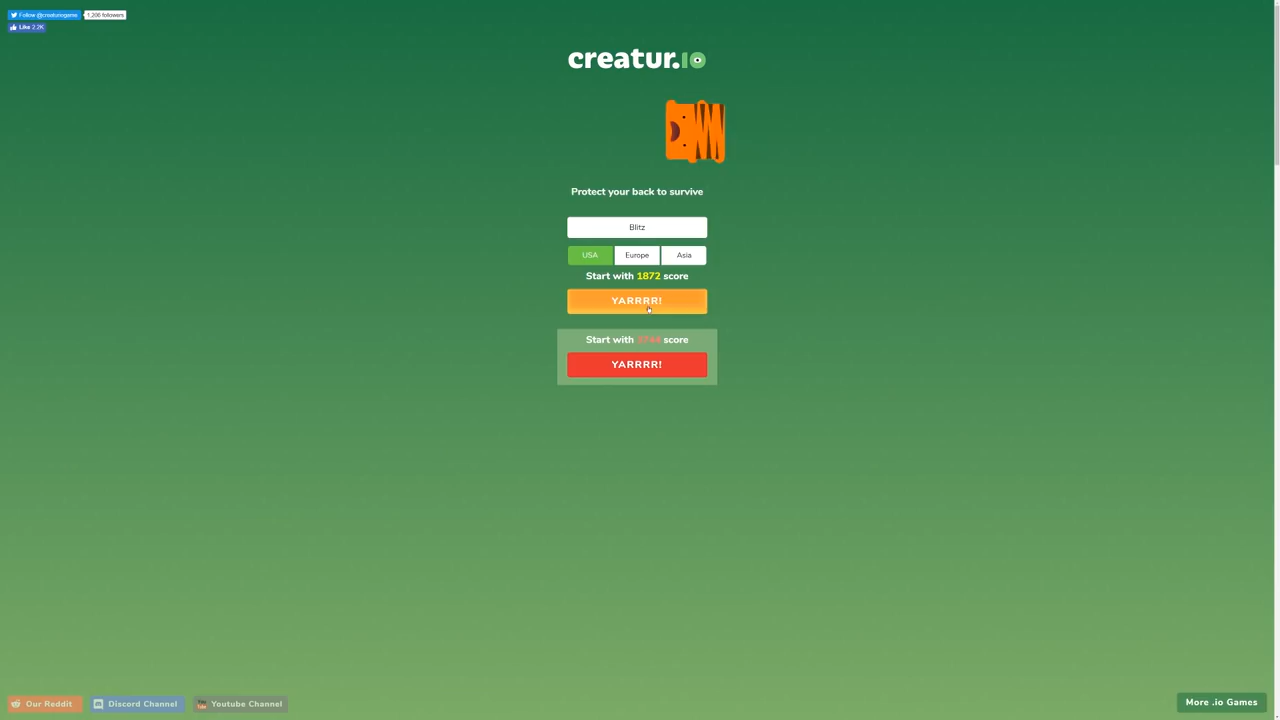 Follow @creaturiogame
1,206 followers
Like 2.2K
creatur.io
Protect your back to survive
Blitz
USA
Europe
Asia
Start with 1872 score
YARRRR!
Start with 3744 score
YARRRR!
Our Reddit
Discord Channel
Youtube Channel
More .io Games